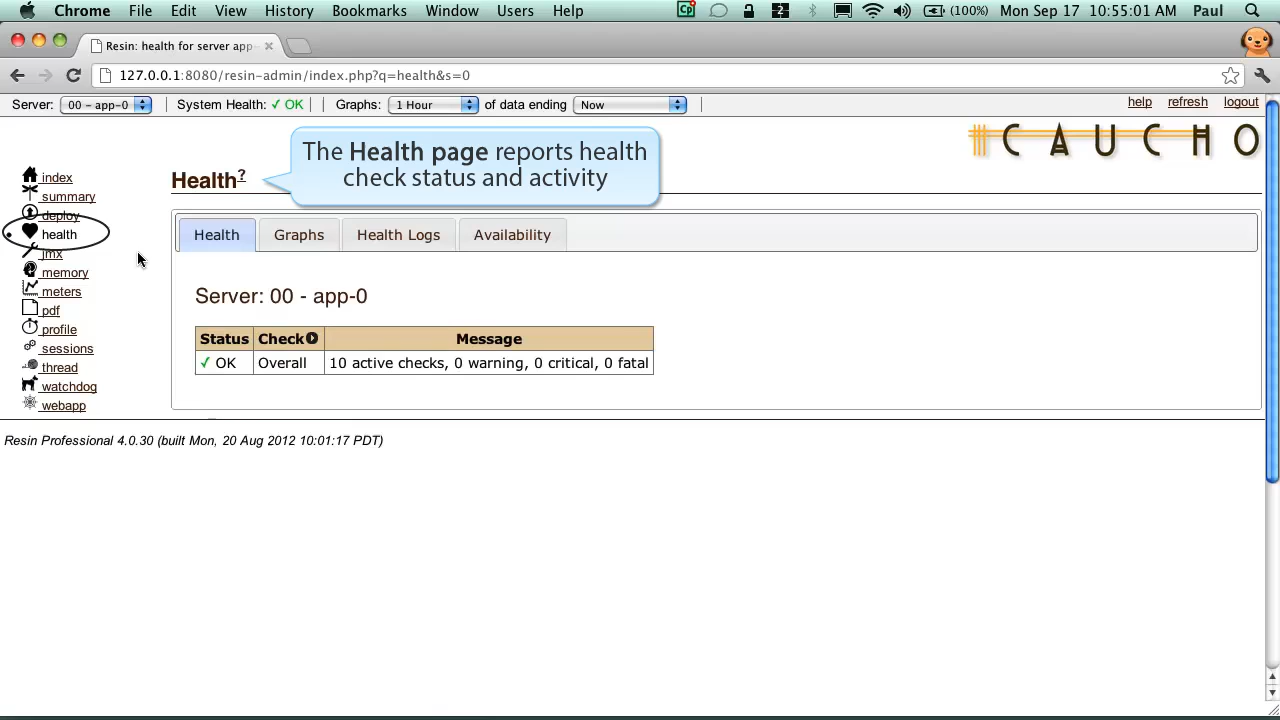 Chrome File Edit View History Bookmarks Window Users Help Cp 2 (100%) Mon Sep 17 10:55:01 AM Paul
Resin: health for server app-
127.0.0.1:8080/resin-admin/index.php?q=health&s=0
Server: 00 - app-0 System Health: ✓ OK | | Graphs: 1 Hour of data ending Now | help refresh logout
CAUCHO
The Health page reports health
check status and activity
Health?
index
summary
deploy
health
jmx
memory
meters
pdf
profile
sessions
thread
watchdog
webapp
Health Graphs Health Logs Availability
Server: 00 - app-0
Status Check Message
✓ OK Overall 10 active checks, 0 warning, 0 critical, 0 fatal
Resin Professional 4.0.30 (built Mon, 20 Aug 2012 10:01:17 PDT)